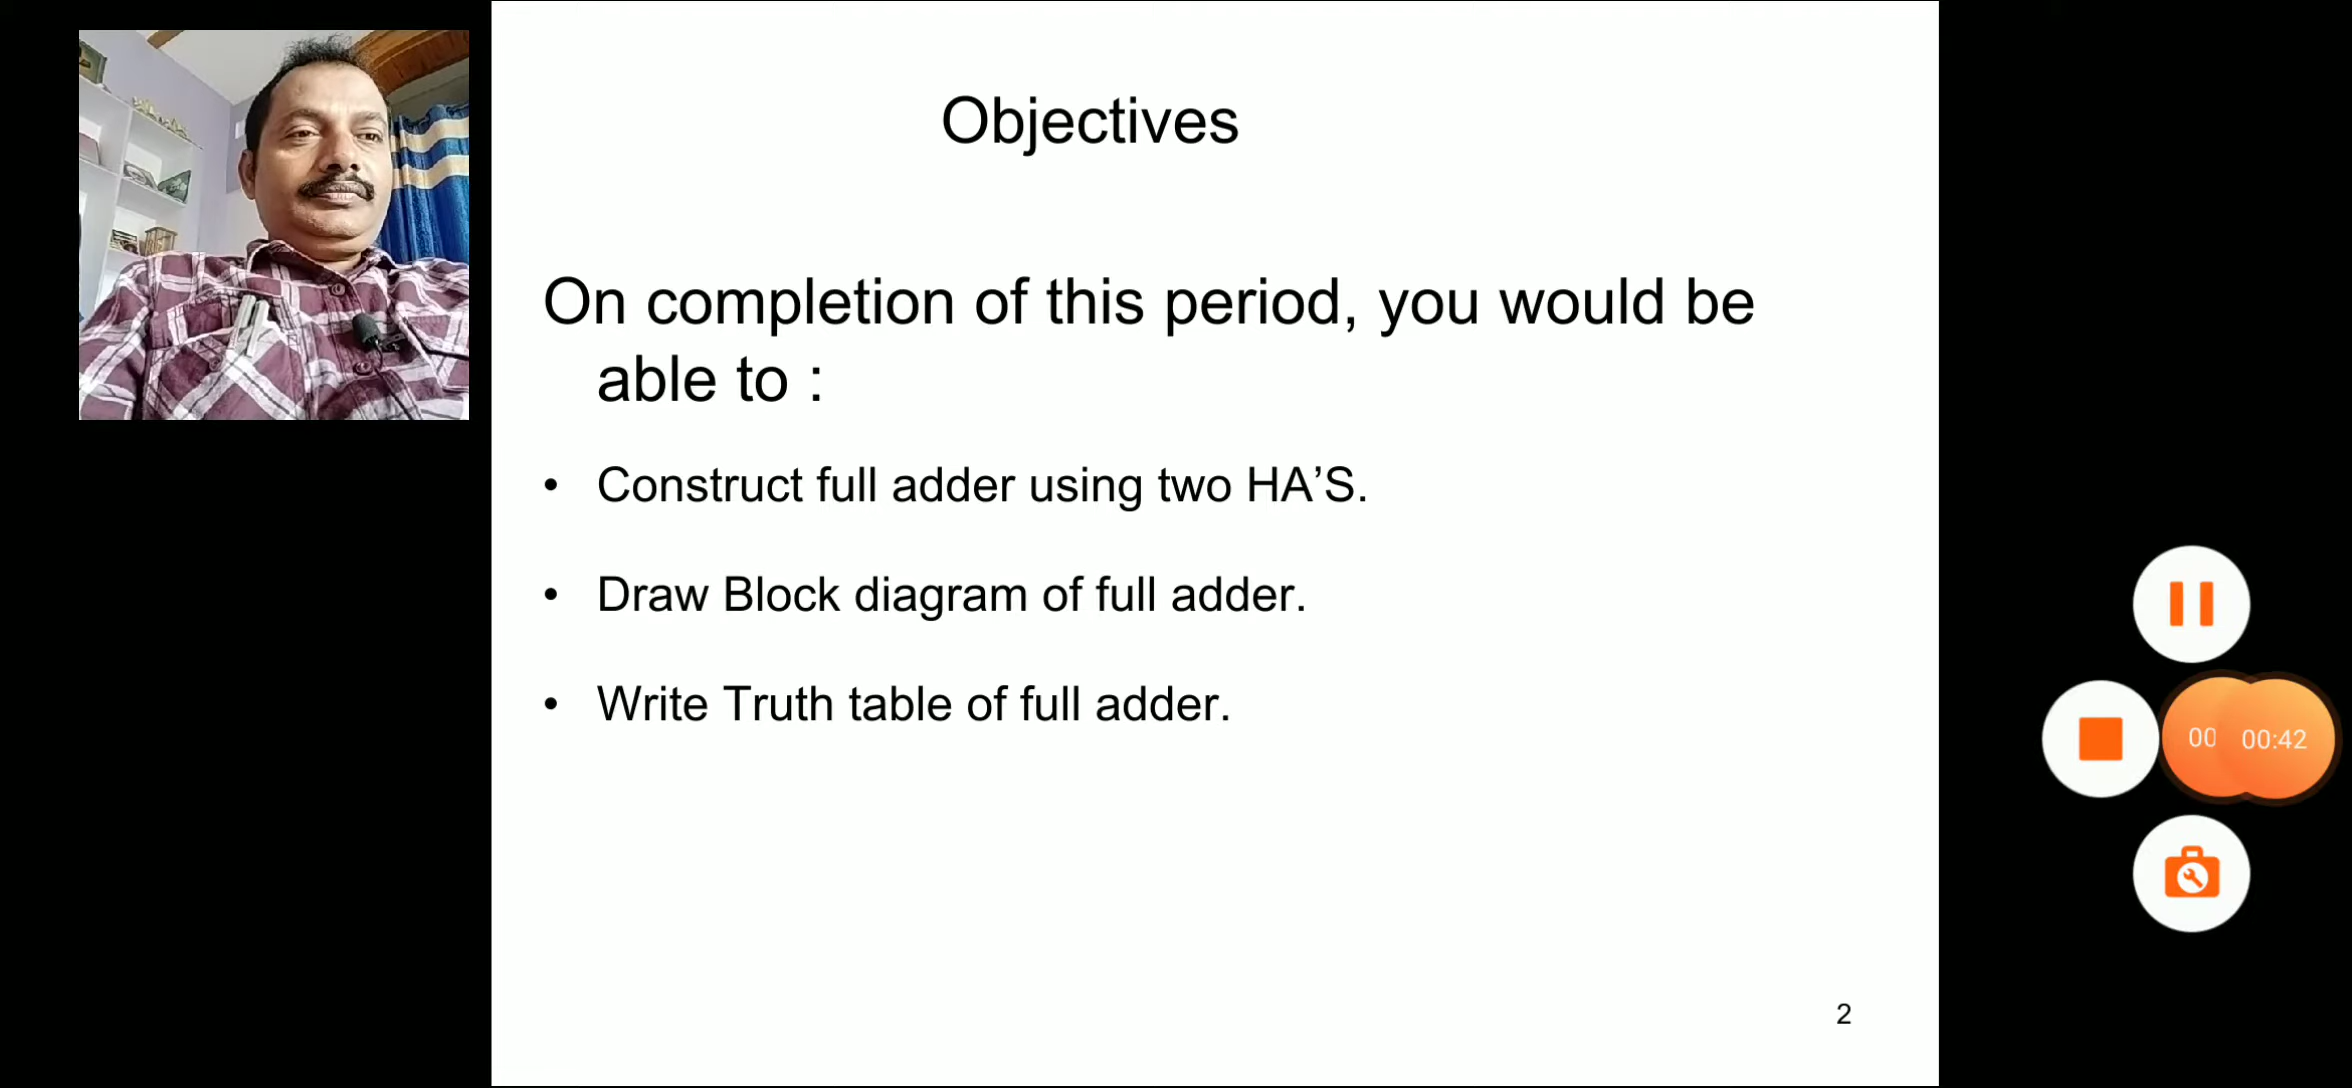 Objectives
On completion of this period, you would be
able to :
• Construct full adder using two HA’S.
• Draw Block diagram of full adder.
• Write Truth table of full adder.
00
00:42
2